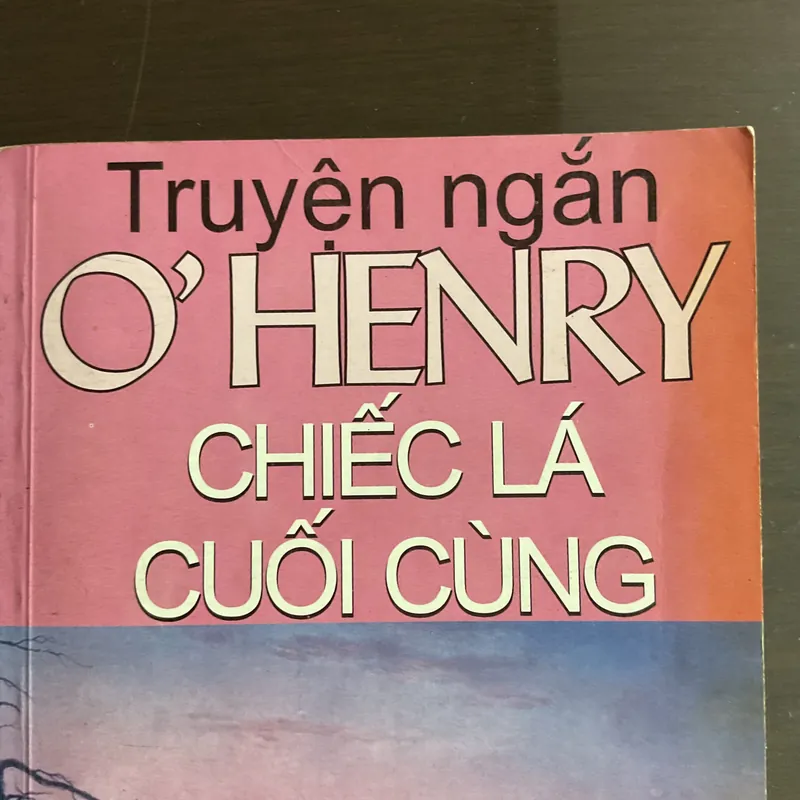 Truyện ngắn
O'HENRY
CHIẾC LÁ
CUỐI CÙNG